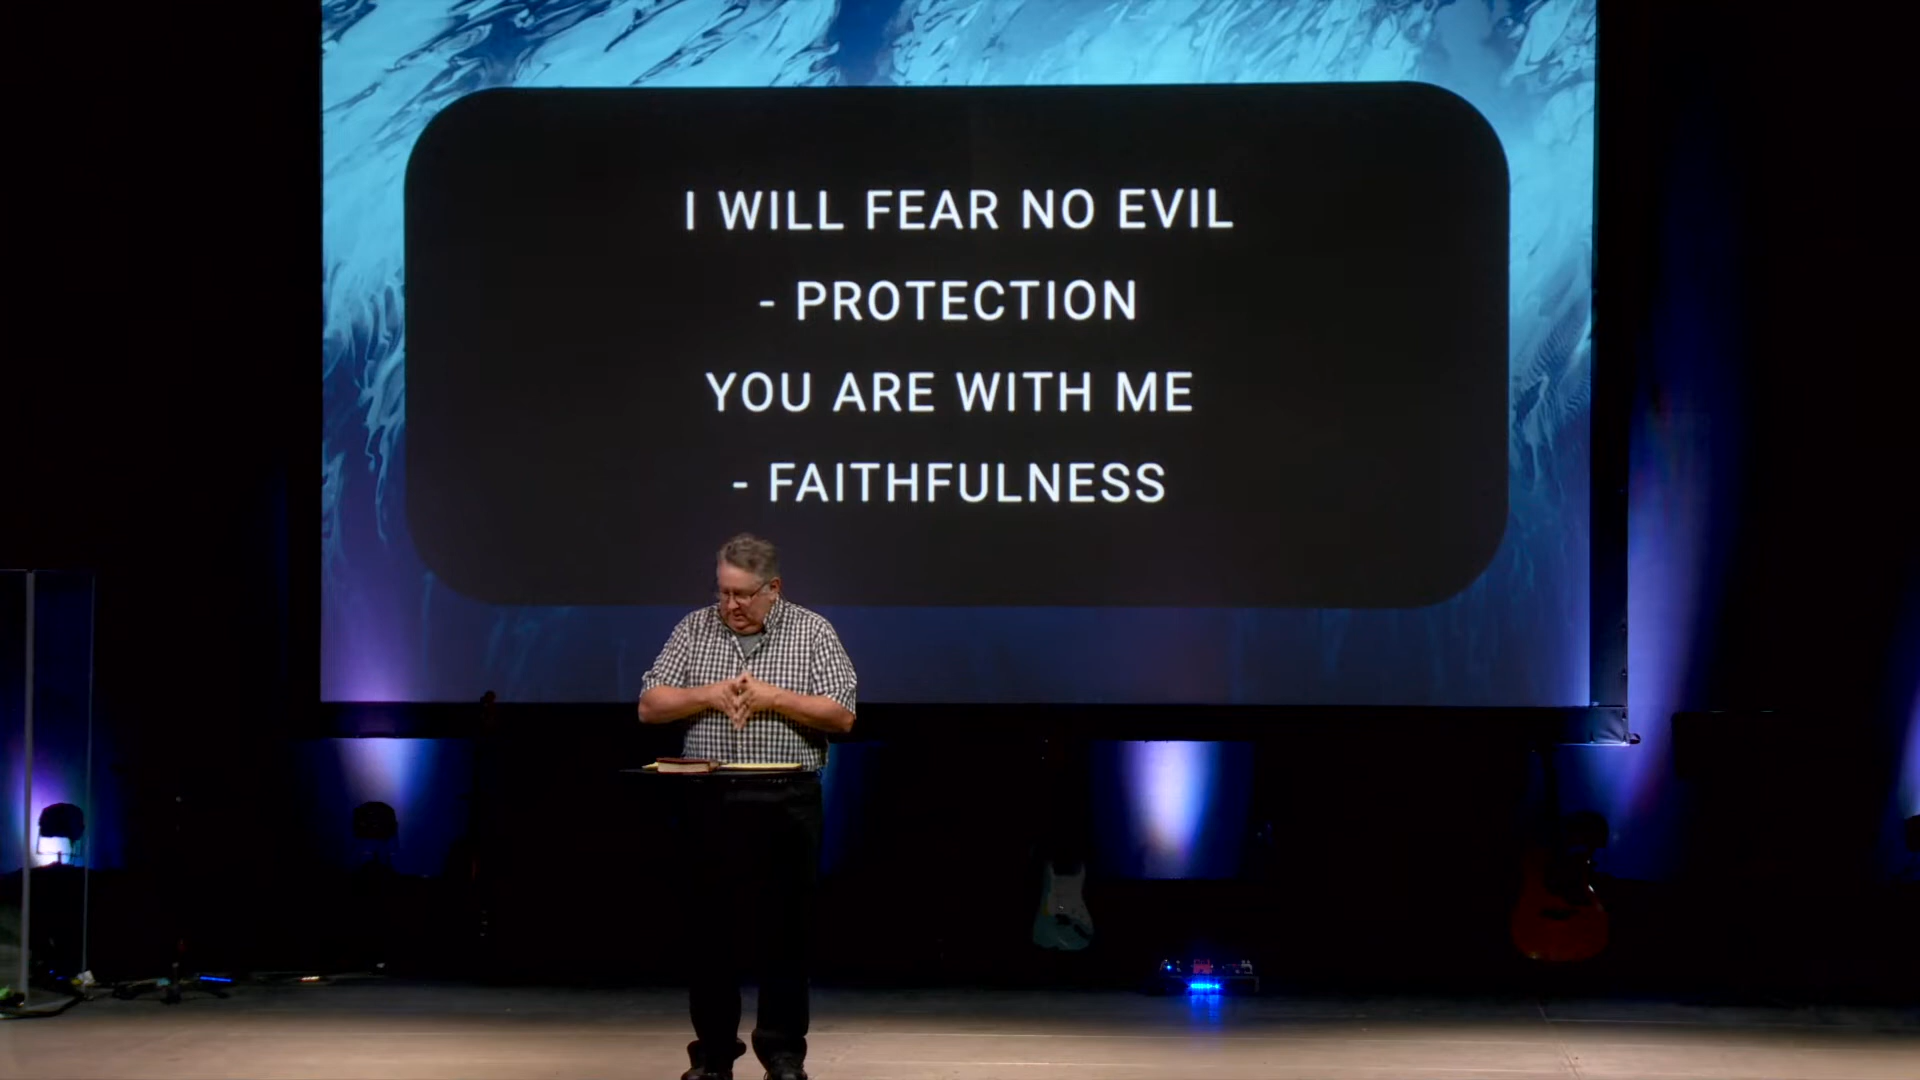 I WILL FEAR NO EVIL
- PROTECTION
YOU ARE WITH ME
- FAITHFULNESS